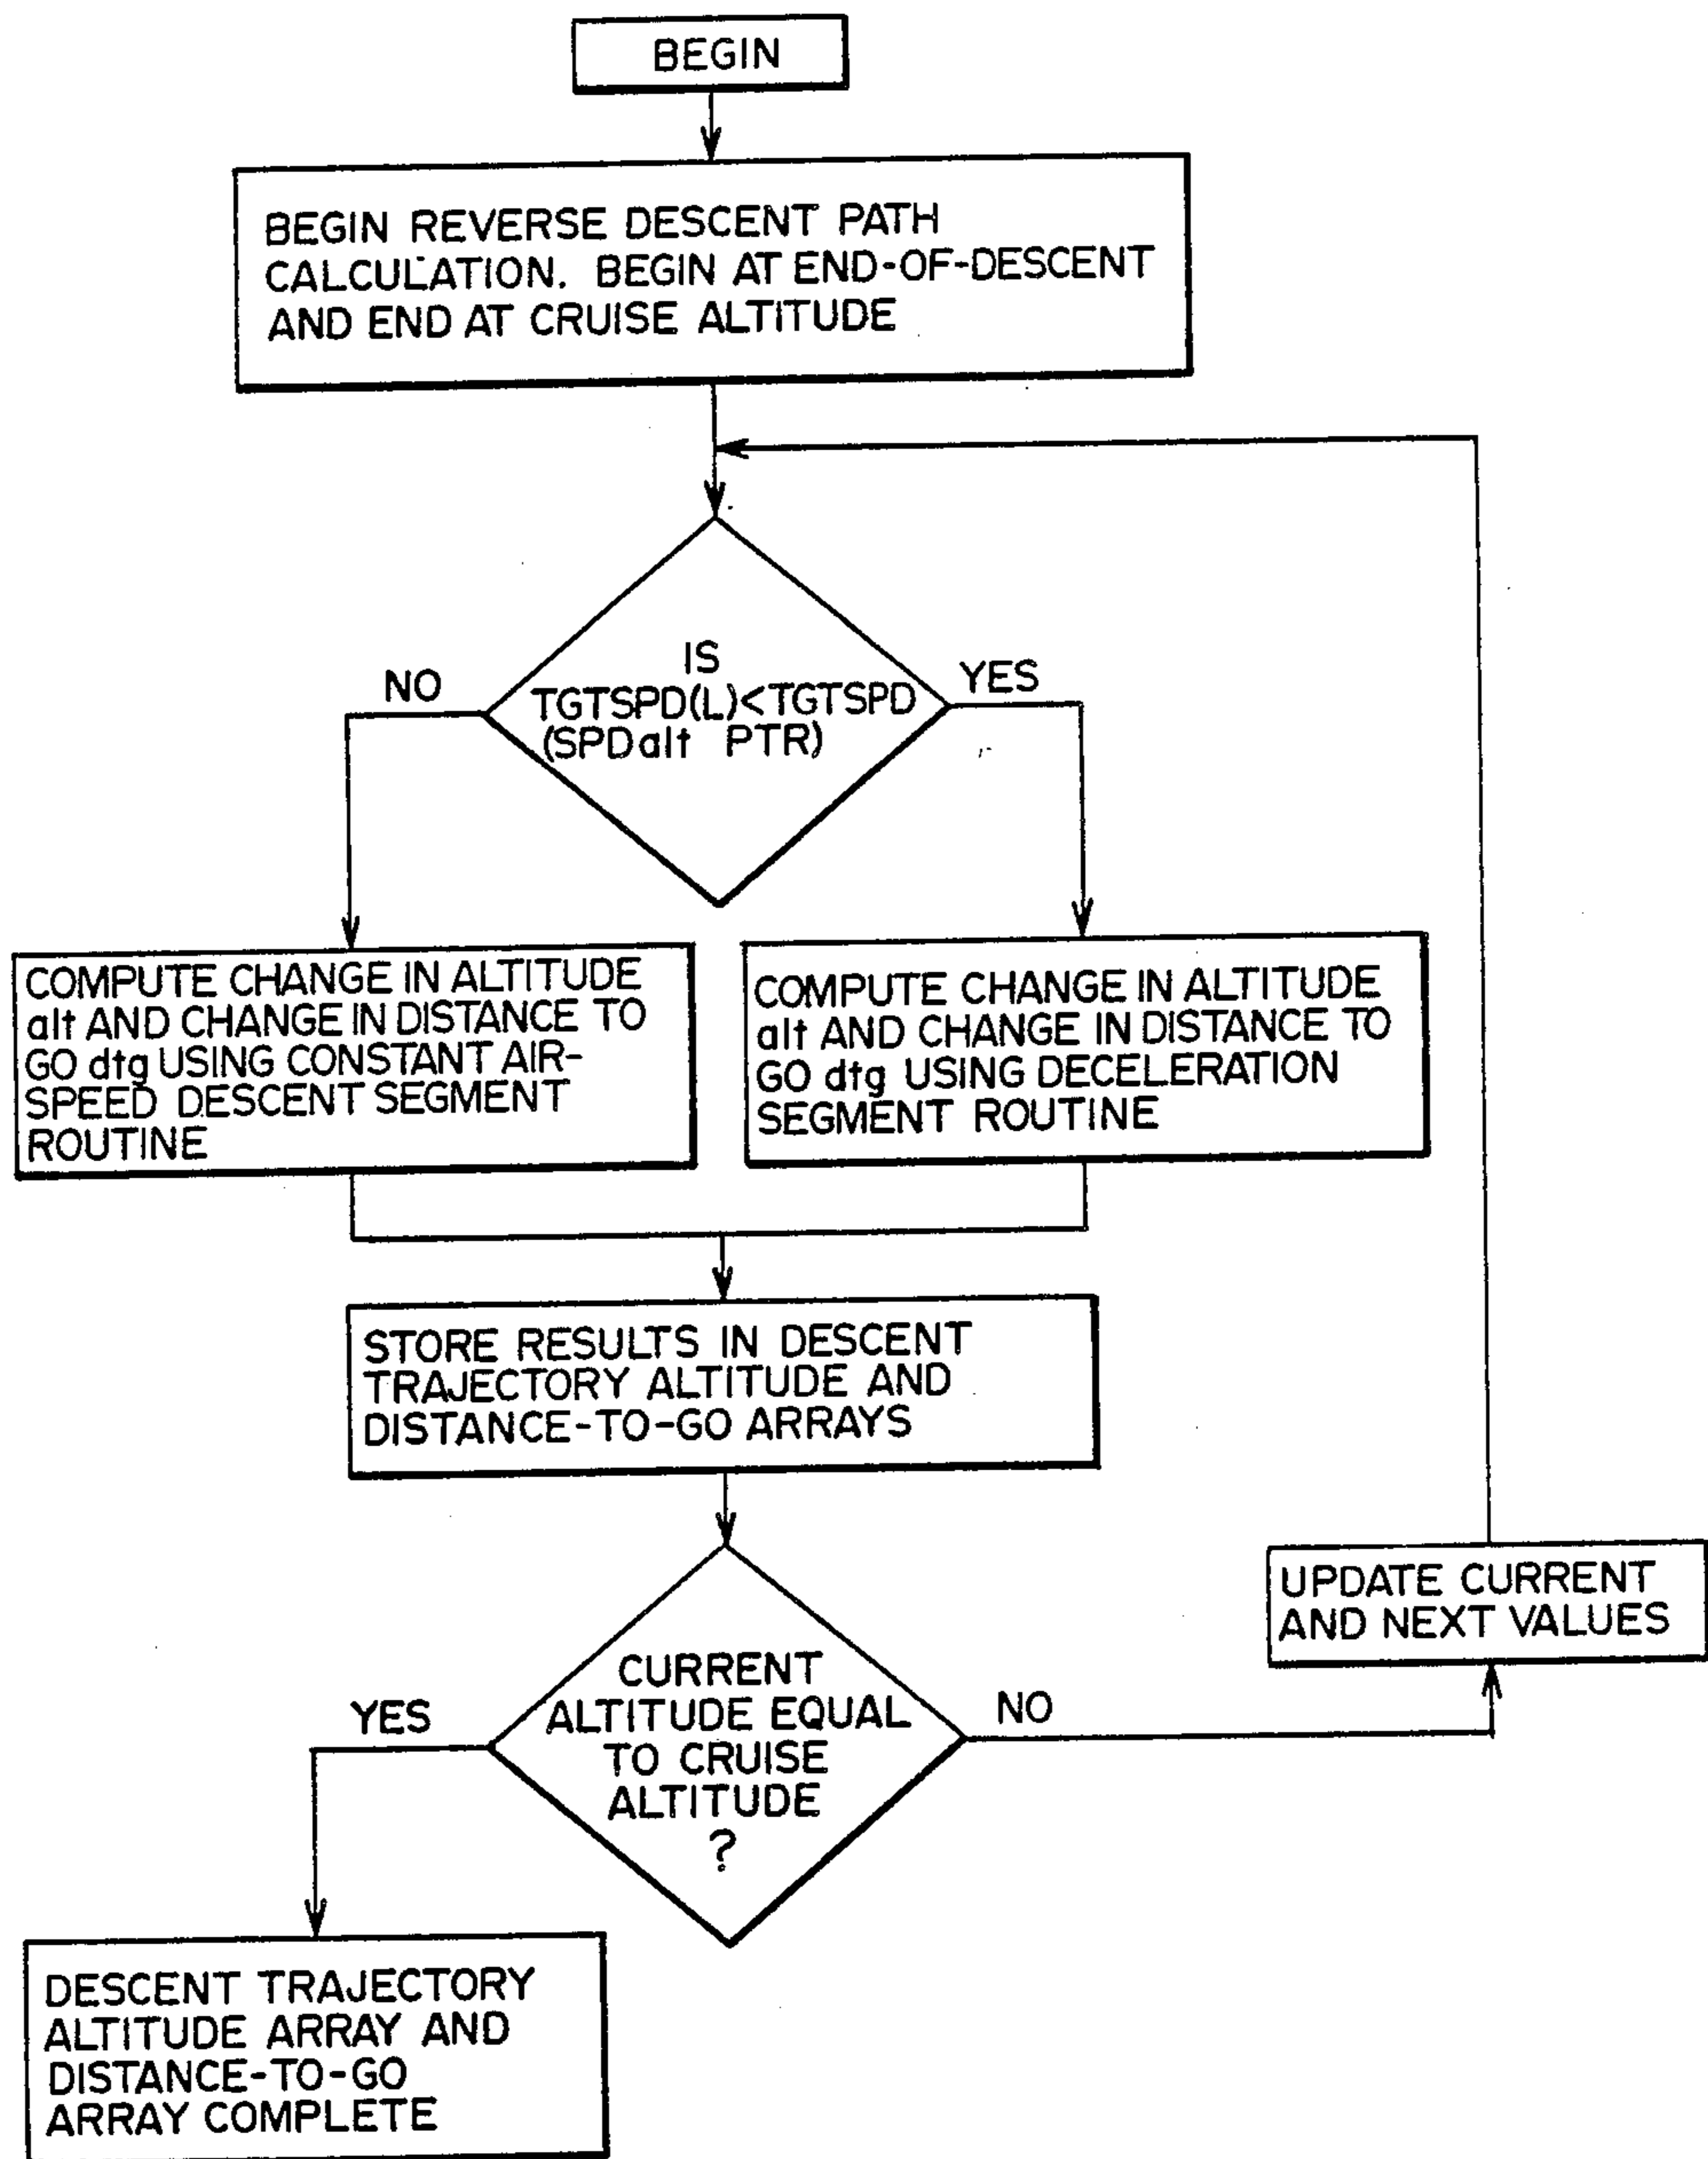 BEGIN
BEGIN REVERSE DESCENT PATH
CALCULATION. BEGIN AT END-OF-DESCENT
AND END AT CRUISE ALTITUDE
IS
TGTSPD(L)<TGTSPD
(SPDalt PTR)
NO
YES
COMPUTE CHANGE IN ALTITUDE
alt AND CHANGE IN DISTANCE TO
GO dtg USING CONSTANT AIR-
SPEED DESCENT SEGMENT
ROUTINE
COMPUTE CHANGE IN ALTITUDE
alt AND CHANGE IN DISTANCE TO
GO dtg USING DECELERATION
SEGMENT ROUTINE
STORE RESULTS IN DESCENT
TRAJECTORY ALTITUDE AND
DISTANCE-TO-GO ARRAYS
CURRENT
ALTITUDE EQUAL
TO CRUISE
ALTITUDE
?
YES
NO
UPDATE CURRENT
AND NEXT VALUES
DESCENT TRAJECTORY
ALTITUDE ARRAY AND
DISTANCE-TO-GO
ARRAY COMPLETE